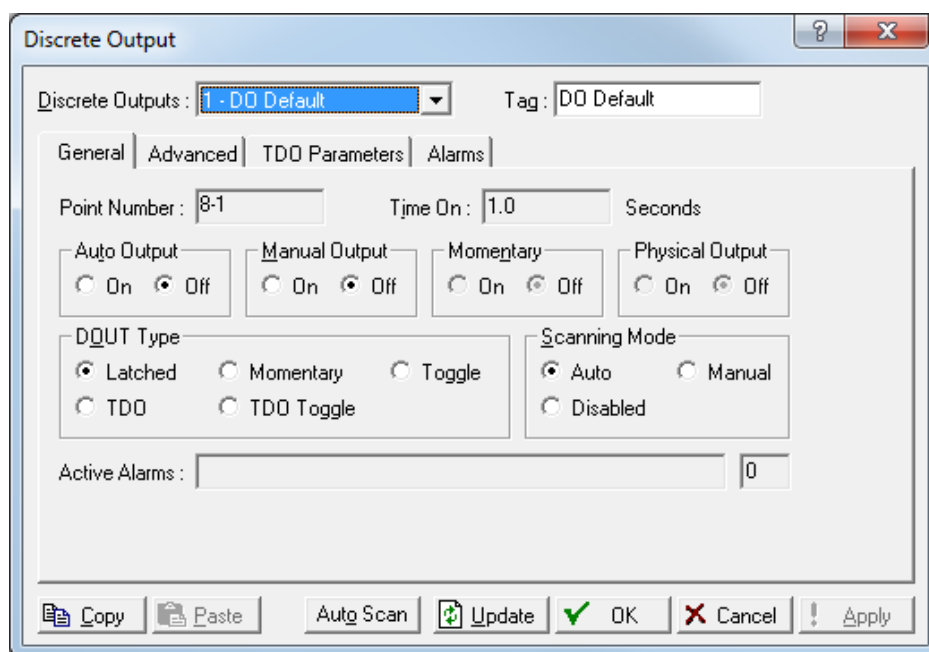 Discrete Output
Discrete Outputs : 1 - DO Default Tag : DO Default
General Advanced TDO Parameters Alarms
Point Number : 8-1 Time On : 1.0 Seconds
Auto Output Manual Output Momentary Physical Output
On Off On Off On Off On Off
DOUT Type Scanning Mode
Latched Momentary Toggle Auto Manual
TDO TDO Toggle Disabled
Active Alarms : 0
Copy Paste Auto Scan Update OK Cancel Apply